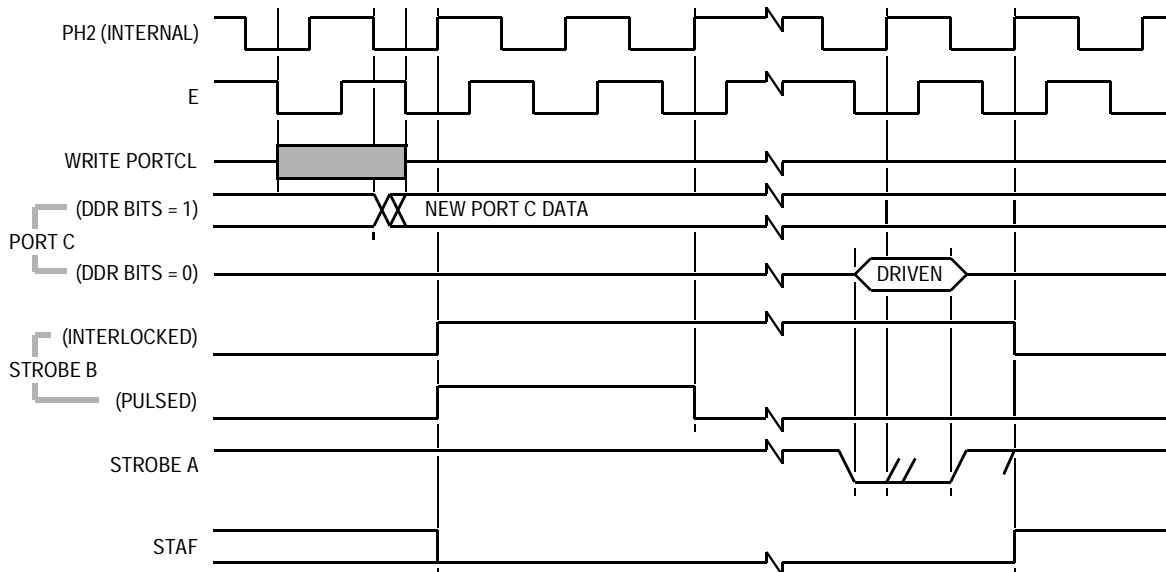 PH2 (INTERNAL)
E
WRITE PORTCL
(DDR BITS = 1)
NEW PORT C DATA
PORT C
(DDR BITS = 0)
DRIVEN
(INTERLOCKED)
STROBE B
(PULSED)
STROBE A
STAF